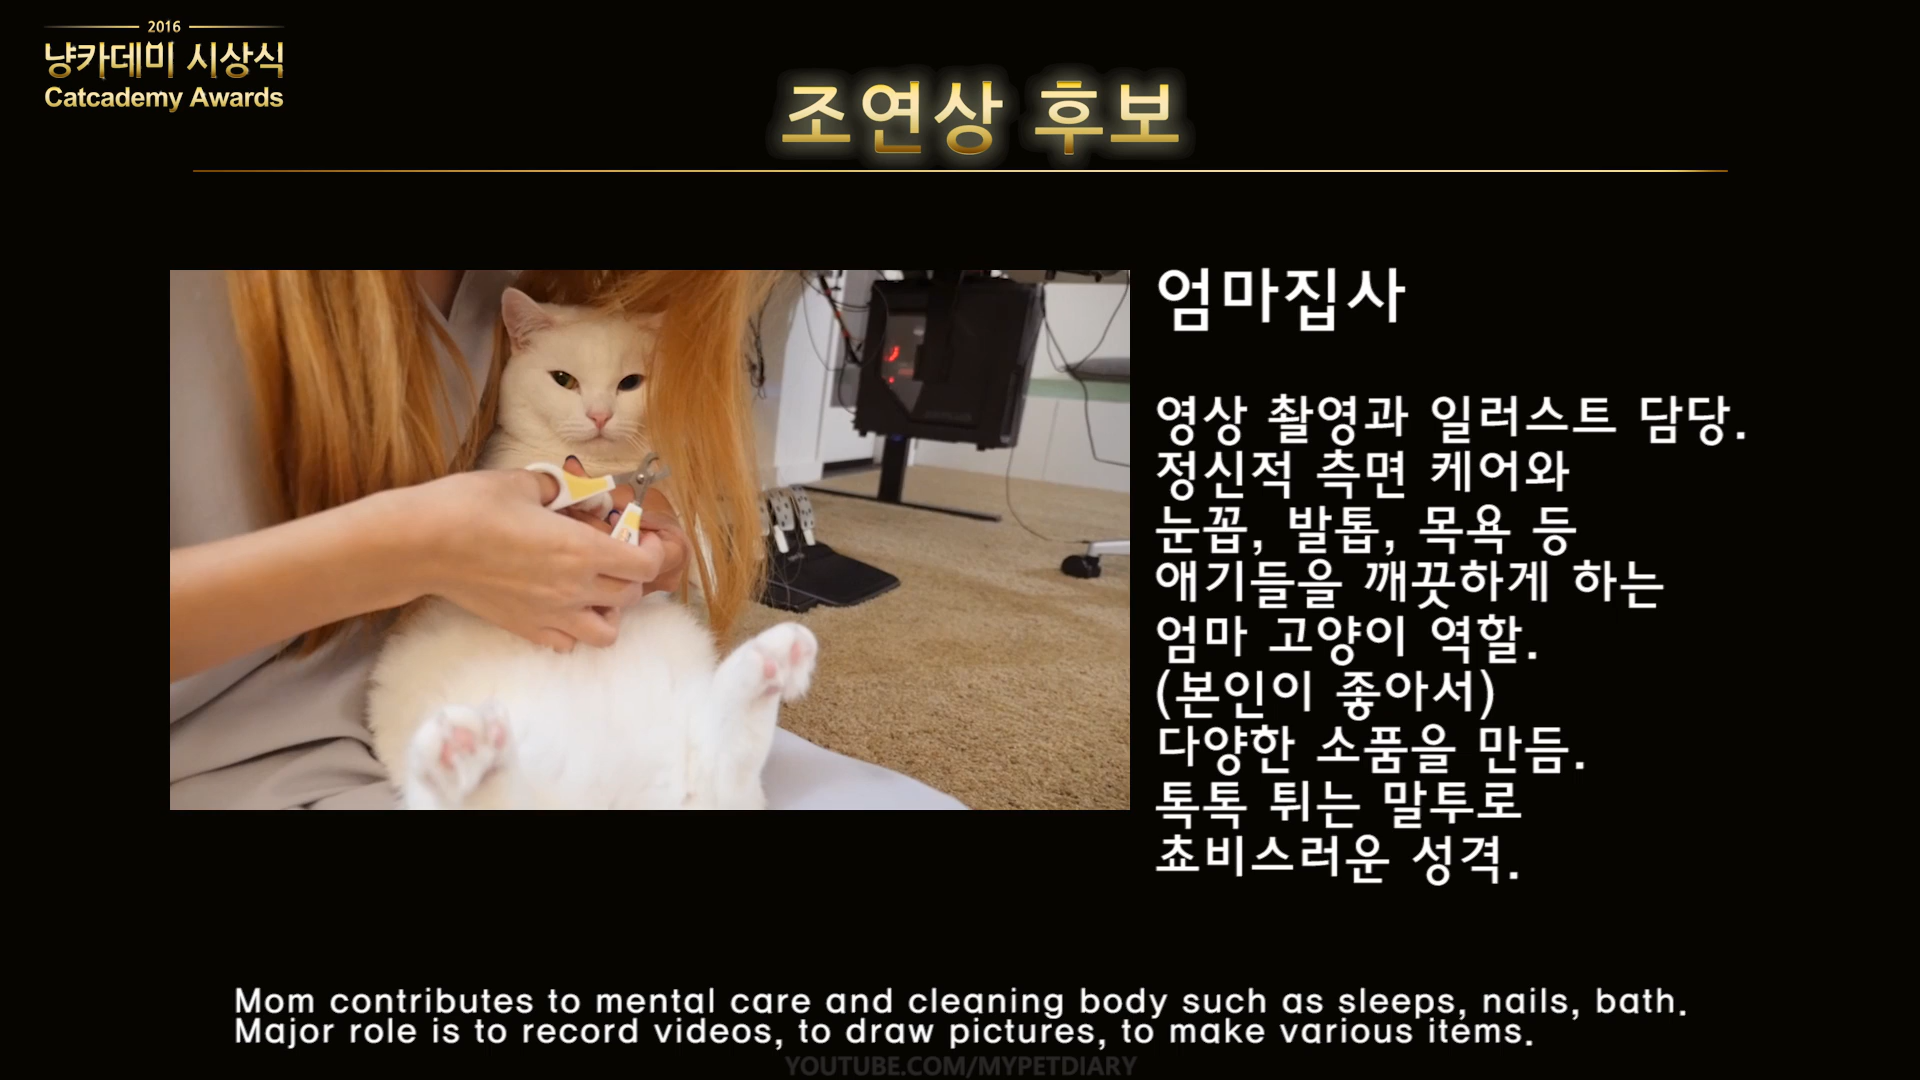 2016
냥카데미 시상식
Catcademy Awards
조연상 후보
엄마집사
영상 촬영과 일러스트 담당.
정신적 측면 케어와
눈꼽, 발톱, 목욕 등
애기들을 깨끗하게 하는
엄마 고양이 역할.
(본인이 좋아서)
다양한 소품을 만듬.
톡톡 튀는 말투로
쵸비스러운 성격.
Mom contributes to mental care and cleaning body such as sleeps, nails, bath.
Major role is to record videos, to draw pictures, to make various items.
YOUTUBE.COM/MYPETDIARY